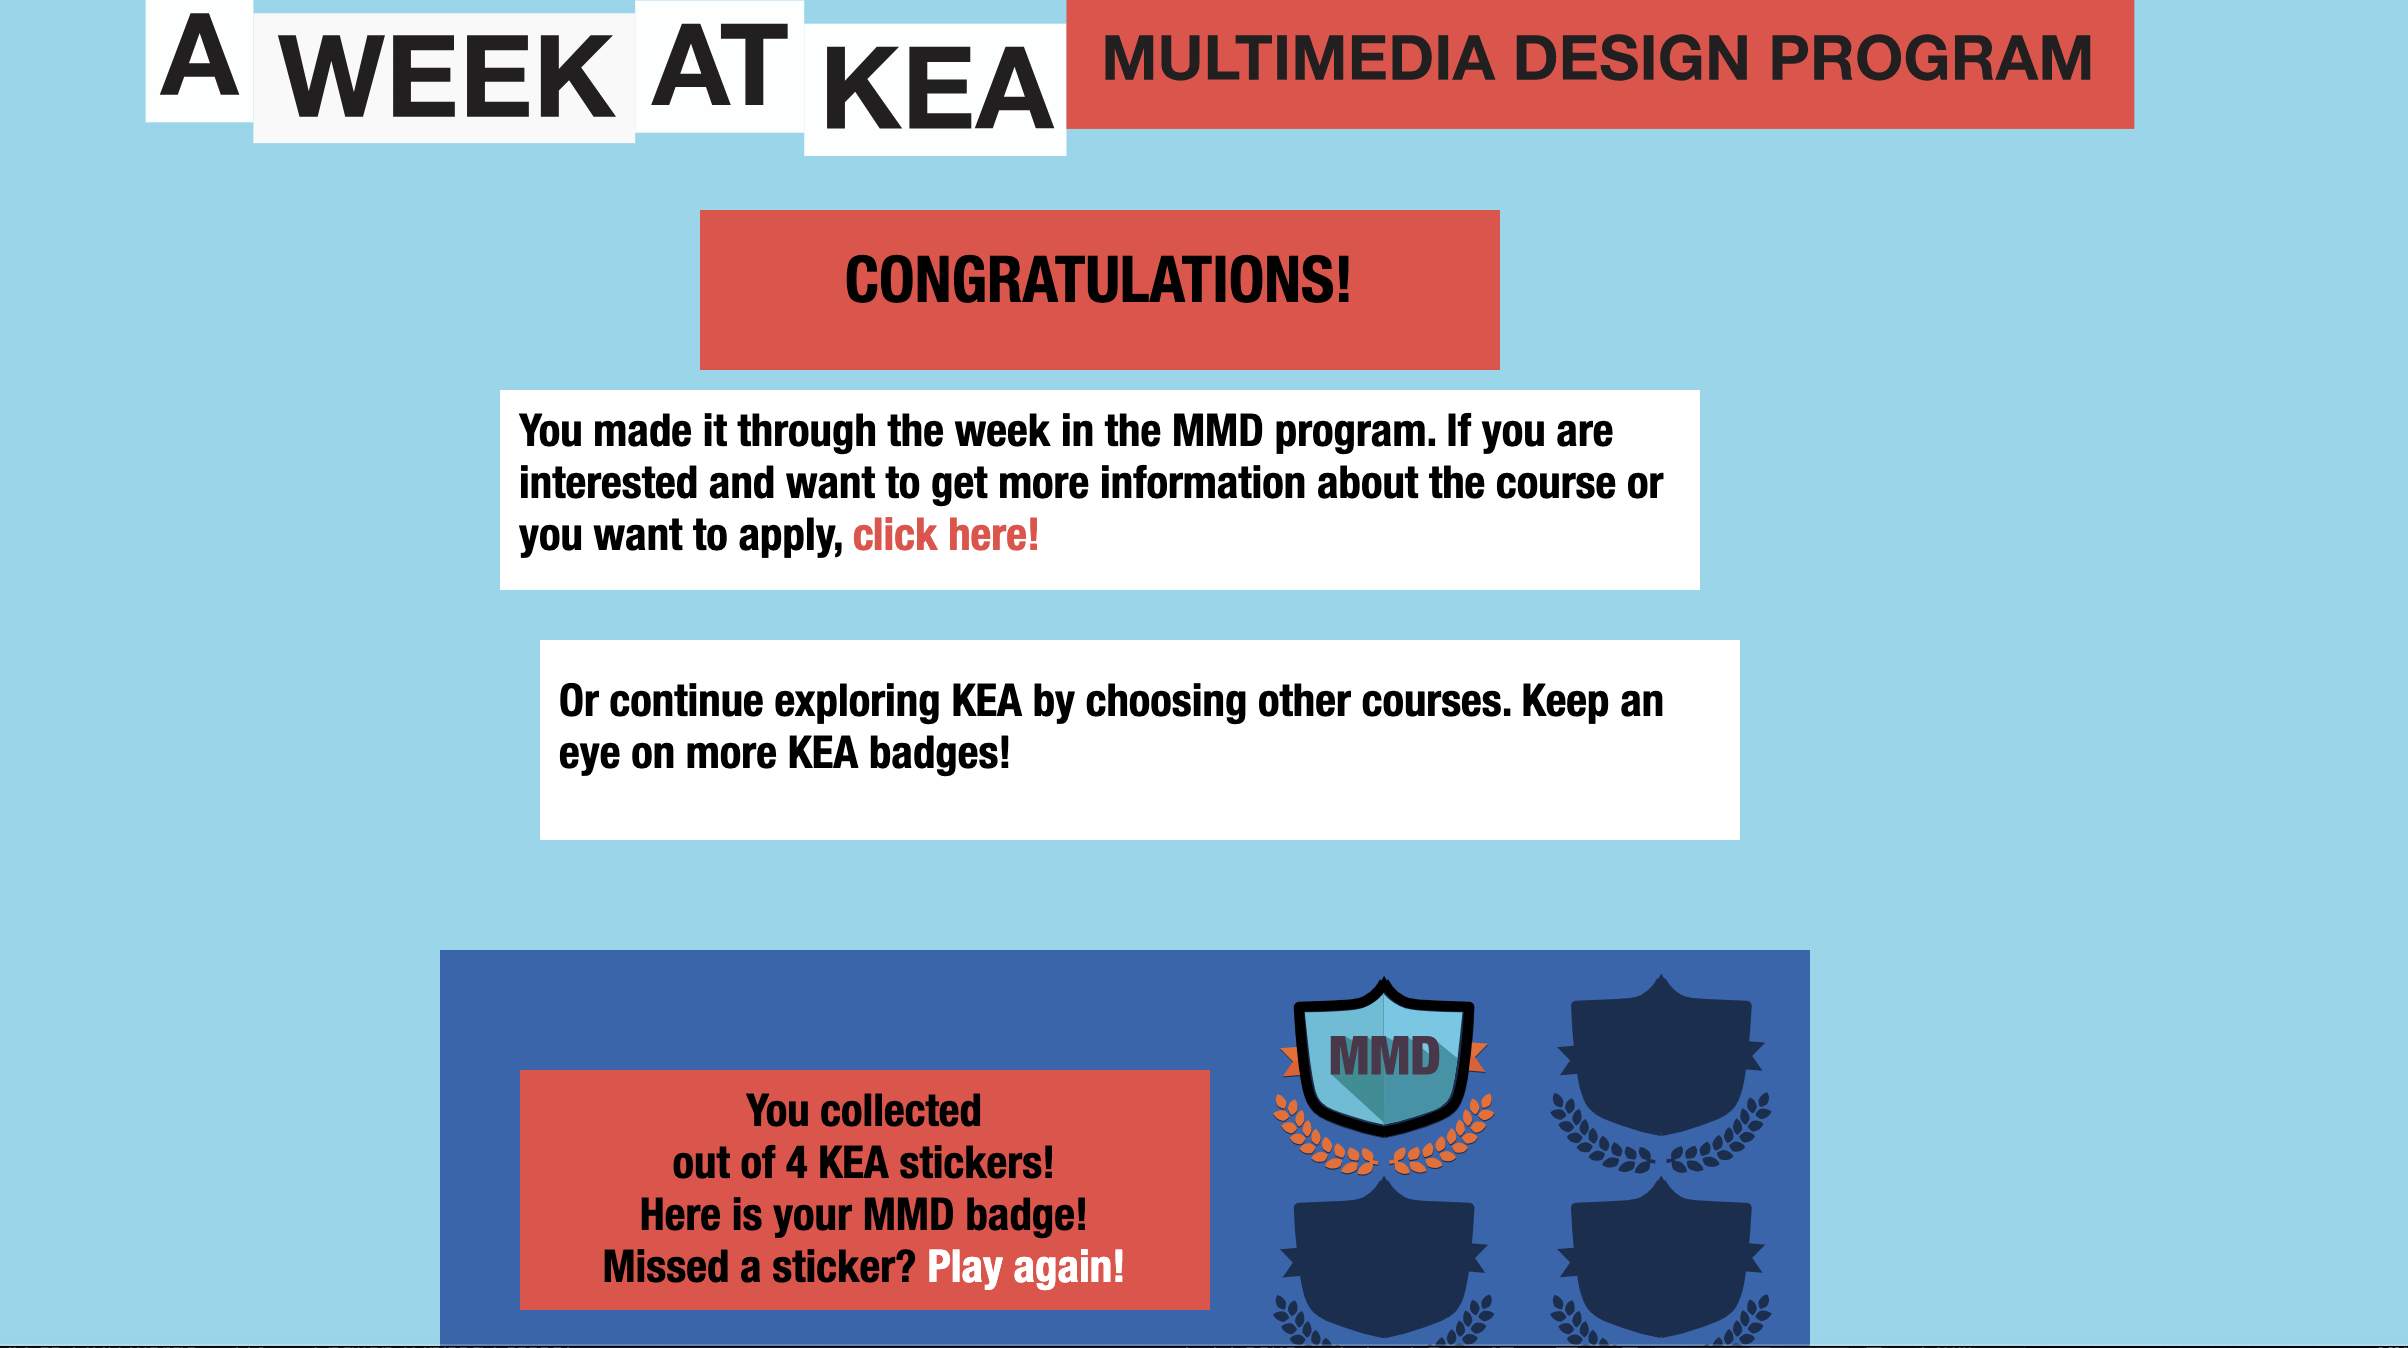 A WEEK AT KEA MULTIMEDIA DESIGN PROGRAM
CONGRATULATIONS!
You made it through the week in the MMD program. If you are
interested and want to get more information about the course or
you want to apply, click here!
Or continue exploring KEA by choosing other courses. Keep an
eye on more KEA badges!
You collected
out of 4 KEA stickers!
Here is your MMD badge!
Missed a sticker? Play again!
MMD